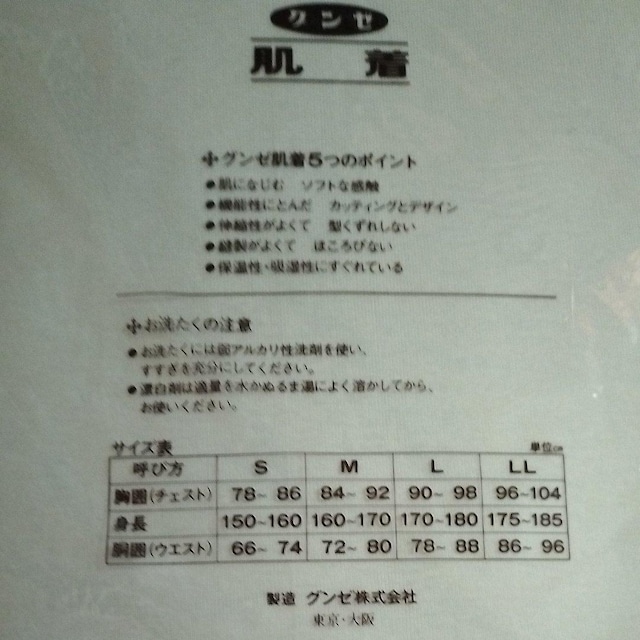 グンゼ
肌着
グンゼ肌着5つのポイント
●肌になじむ ソフトな感触
●機能性にとんだ カッティングとデザイン
●伸縮性がよくて 型くずれしない
●縫製がよくて ほころびない
●保温性・吸湿性にすぐれている
お洗たくの注意
●お洗たくには弱アルカリ性洗剤を使い、
すすぎを充分にしてください。
●漂白剤は適量を水かぬるま湯によく溶かしてから、
お使いください。
サイズ表 単位cm
呼び方 S M L LL
胸囲(チェスト) 78~86 84~92 90~98 96~104
身長 150~160 160~170 170~180 175~185
胴囲(ウエスト) 66~74 72~80 78~88 86~96
製造 グンゼ株式会社
東京・大阪